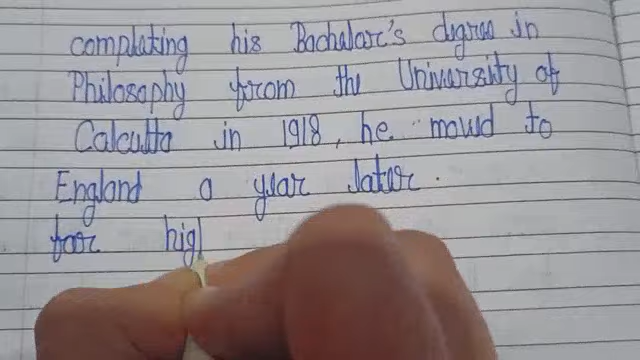 completing his Bachelor's degree in
Philosophy from the University of
Calcutta in 1918, he moved to
England a year later.
for hig